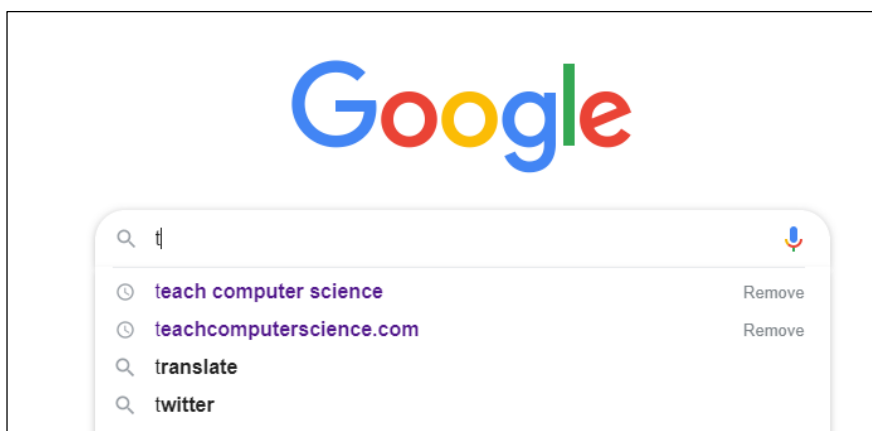 Google
t
teach computer science Remove
teachcomputerscience.com Remove
translate
twitter